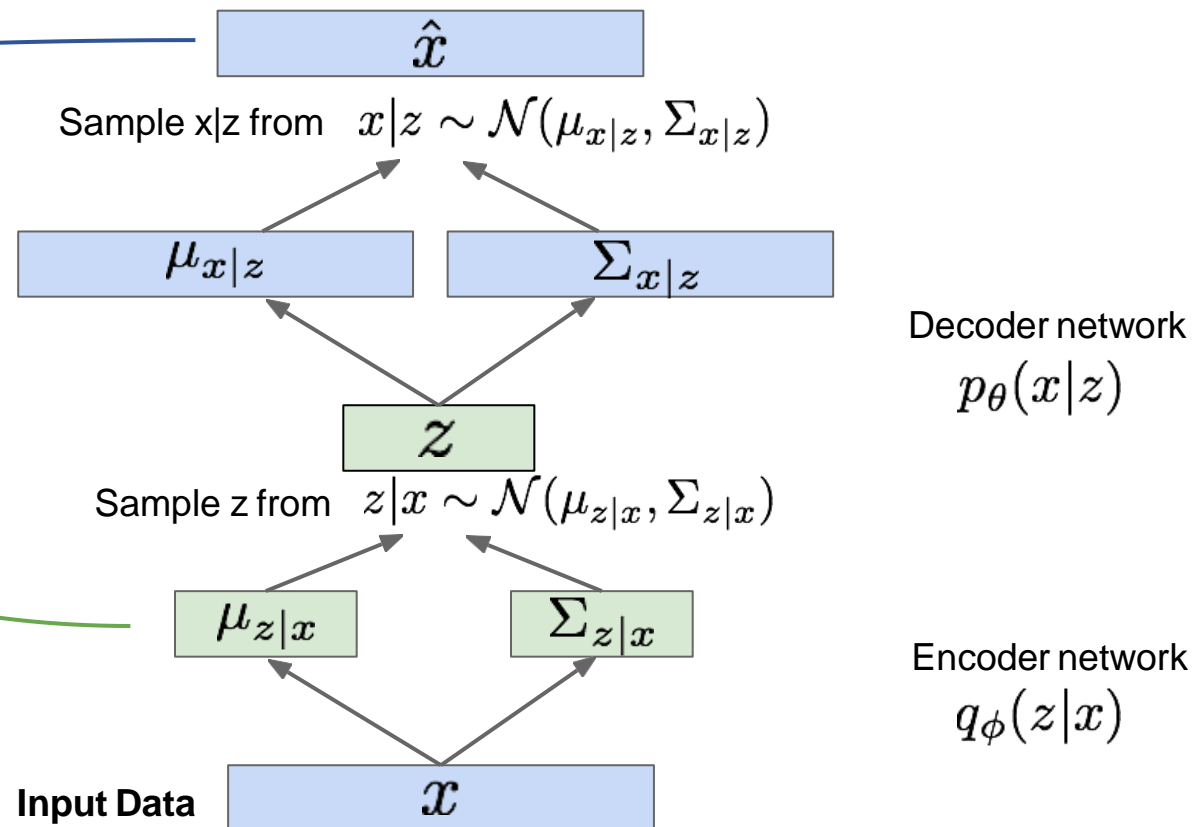 x̂
Sample x|z from x|z ∼ 𝒩(μ_{x|z}, Σ_{x|z})
μ_{x|z} Σ_{x|z}
Decoder network
p_θ(x|z)
z
Sample z from z|x ∼ 𝒩(μ_{z|x}, Σ_{z|x})
μ_{z|x} Σ_{z|x}
Encoder network
q_ϕ(z|x)
Input Data x